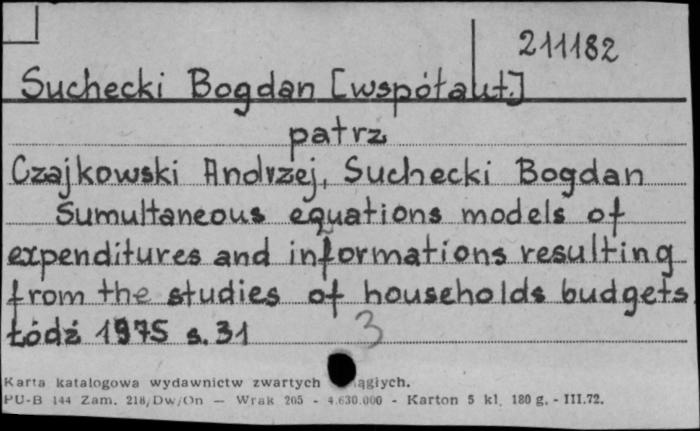 211182
Suchecki Bogdan [współaut.]
patrz
Czajkowski Andrzej, Suchecki Bogdan
Sumultaneous equations models of
expenditures and informations resulting
from the studies of households budgets
Łódź 1975 s. 31
3
Karta katalogowa wydawnictw zwartych ągłych.
PU-B 144 Zam. 218/Dw/On — Wrak 205 - 4.630.000 - Karton 5 kl. 180 g. - III.72.